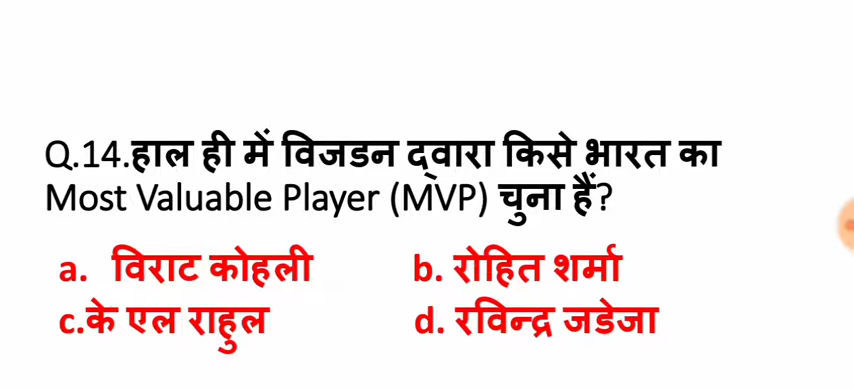 Q.14.हाल ही में विजडन द्वारा किसे भारत का
Most Valuable Player (MVP) चुना हैं?
a. विराट कोहली b. रोहित शर्मा
c.के एल राहुल d. रविन्द्र जडेजा